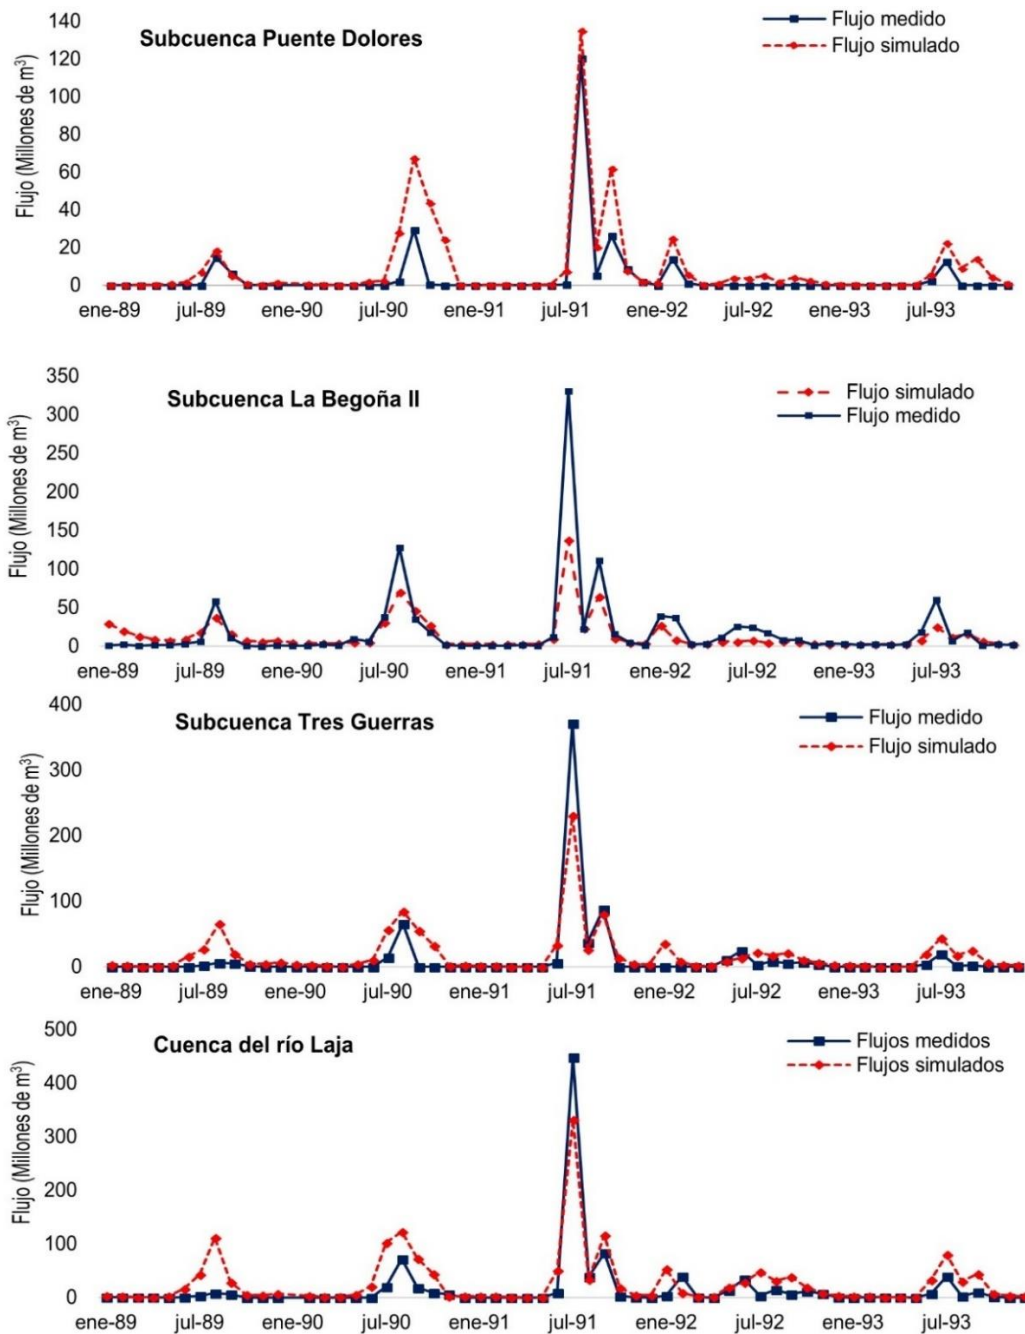 Flujo (Millones de m³)
140
120
100
80
60
40
20
0
Subcuenca Puente Dolores
Flujo medido
Flujo simulado
ene-89 jul-89 ene-90 jul-90 ene-91 jul-91 ene-92 jul-92 ene-93 jul-93
Flujo (Millones de m³)
350
300
250
200
150
100
50
0
Subcuenca La Begoña II
Flujo simulado
Flujo medido
ene-89 jul-89 ene-90 jul-90 ene-91 jul-91 ene-92 jul-92 ene-93 jul-93
Flujo (Millones de m³)
400
300
200
100
0
Subcuenca Tres Guerras
Flujo medido
Flujo simulado
ene-89 jul-89 ene-90 jul-90 ene-91 jul-91 ene-92 jul-92 ene-93 jul-93
Flujo (Millones de m³)
500
400
300
200
100
0
Cuenca del río Laja
Flujos medidos
Flujos simulados
ene-89 jul-89 ene-90 jul-90 ene-91 jul-91 ene-92 jul-92 ene-93 jul-93